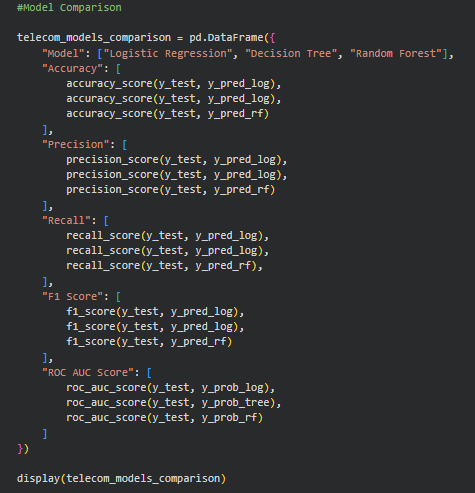 #Model Comparison
telecom_models_comparison = pd.DataFrame({
    "Model": ["Logistic Regression", "Decision Tree", "Random Forest"],
    "Accuracy": [
        accuracy_score(y_test, y_pred_log),
        accuracy_score(y_test, y_pred_log),
        accuracy_score(y_test, y_pred_rf)
    ],
    "Precision": [
        precision_score(y_test, y_pred_log),
        precision_score(y_test, y_pred_log),
        precision_score(y_test, y_pred_rf)
    ],
    "Recall": [
        recall_score(y_test, y_pred_log),
        recall_score(y_test, y_pred_log),
        recall_score(y_test, y_pred_rf),
    ],
    "F1 Score": [
        f1_score(y_test, y_pred_log),
        f1_score(y_test, y_pred_log),
        f1_score(y_test, y_pred_rf)
    ],
    "ROC AUC Score": [
        roc_auc_score(y_test, y_prob_log),
        roc_auc_score(y_test, y_prob_tree),
        roc_auc_score(y_test, y_prob_rf)
    ]
})
display(telecom_models_comparison)